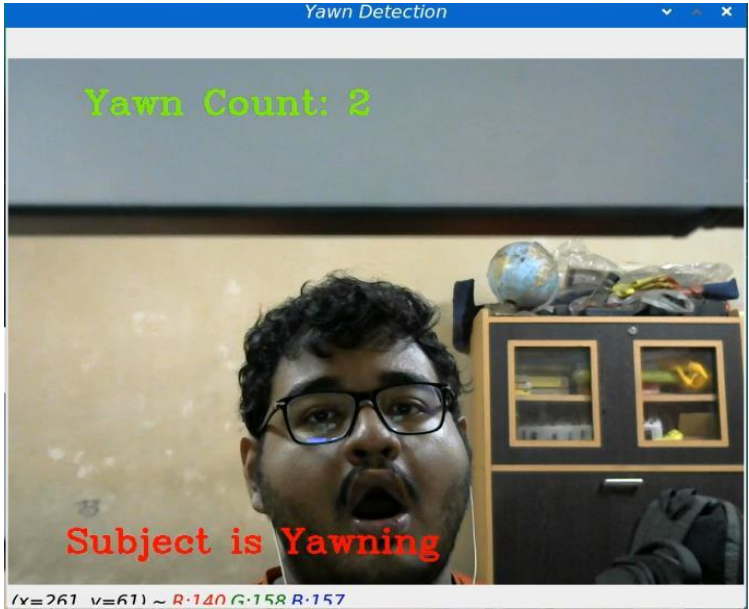 Yawn Detection
Yawn Count: 2
Subject is Yawning
(x=261, y=61) ~ R:140 G:158 B:157